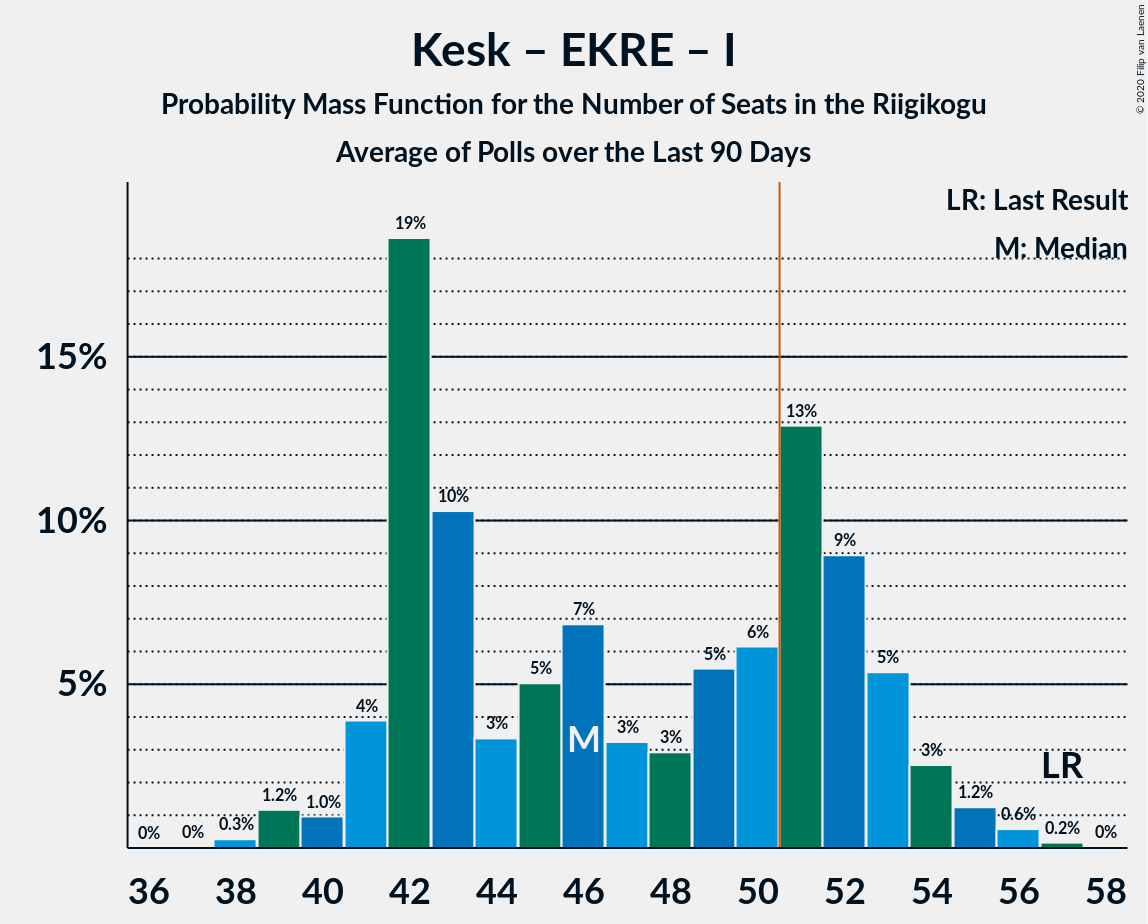 Kesk – EKRE – I
Probability Mass Function for the Number of Seats in the Riigikogu
Average of Polls over the Last 90 Days
© 2020 Filip van Laenen
LR: Last Result
M: Median
15%
10%
5%
0%
0%
0.3%
1.2%
1.0%
4%
19%
10%
3%
5%
7%
3%
3%
5%
6%
13%
9%
5%
3%
1.2%
0.6%
0.2%
0%
M
LR
36 38 40 42 44 46 48 50 52 54 56 58